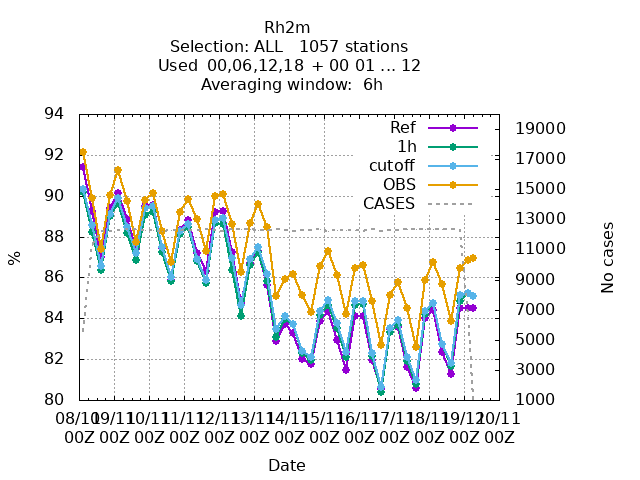 Rh2m
Selection: ALL   1057 stations
Used  00,06,12,18  + 00 01 ... 12
Averaging window:  6h
94
92
90
88
86
84
82
80
%
Ref
1h
cutoff
OBS
CASES
19000
17000
15000
13000
11000
9000
7000
5000
3000
1000
No cases
08/10 09/11 10/11 11/11 12/11 13/11 14/11 15/11 16/11 17/11 18/11 19/11 20/11
00Z 00Z 00Z 00Z 00Z 00Z 00Z 00Z 00Z 00Z 00Z 00Z 00Z
Date